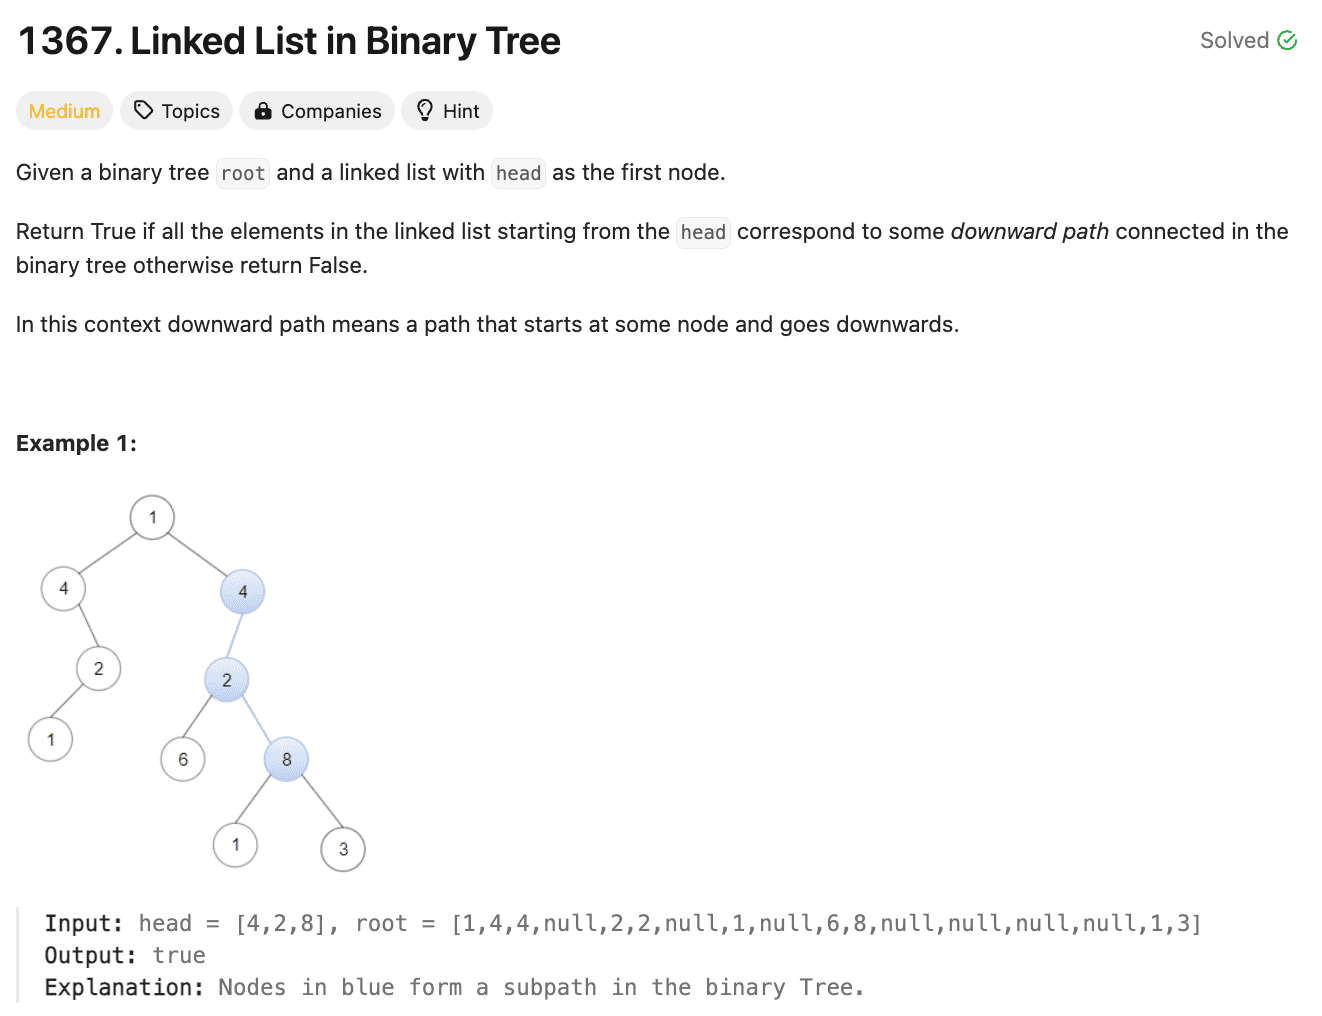 1367. Linked List in Binary Tree
Solved
Medium
Topics
Companies
Hint
Given a binary tree root and a linked list with head as the first node.
Return True if all the elements in the linked list starting from the head correspond to some downward path connected in the
binary tree otherwise return False.
In this context downward path means a path that starts at some node and goes downwards.
Example 1:
1
4
4
2
2
1
6
8
1
3
Input: head = [4,2,8], root = [1,4,4,null,2,2,null,1,null,6,8,null,null,null,null,1,3]
Output: true
Explanation: Nodes in blue form a subpath in the binary Tree.